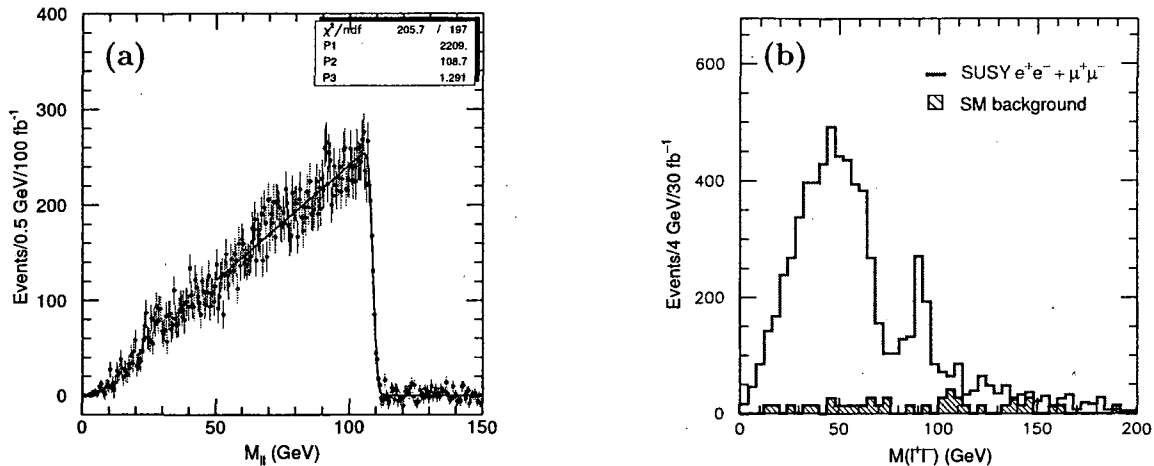 (a)
χ²/ndf 205.7 / 197
P1 2209.
P2 108.7
P3 1.291
400
300
200
100
0
Events/0.5 GeV/100 fb⁻¹
0 50 100 150
M_ll (GeV)
(b)
SUSY e⁺e⁻ + μ⁺μ⁻
SM background
600
400
200
0
Events/4 GeV/30 fb⁻¹
0 50 100 150 200
M(l⁺l⁻) (GeV)